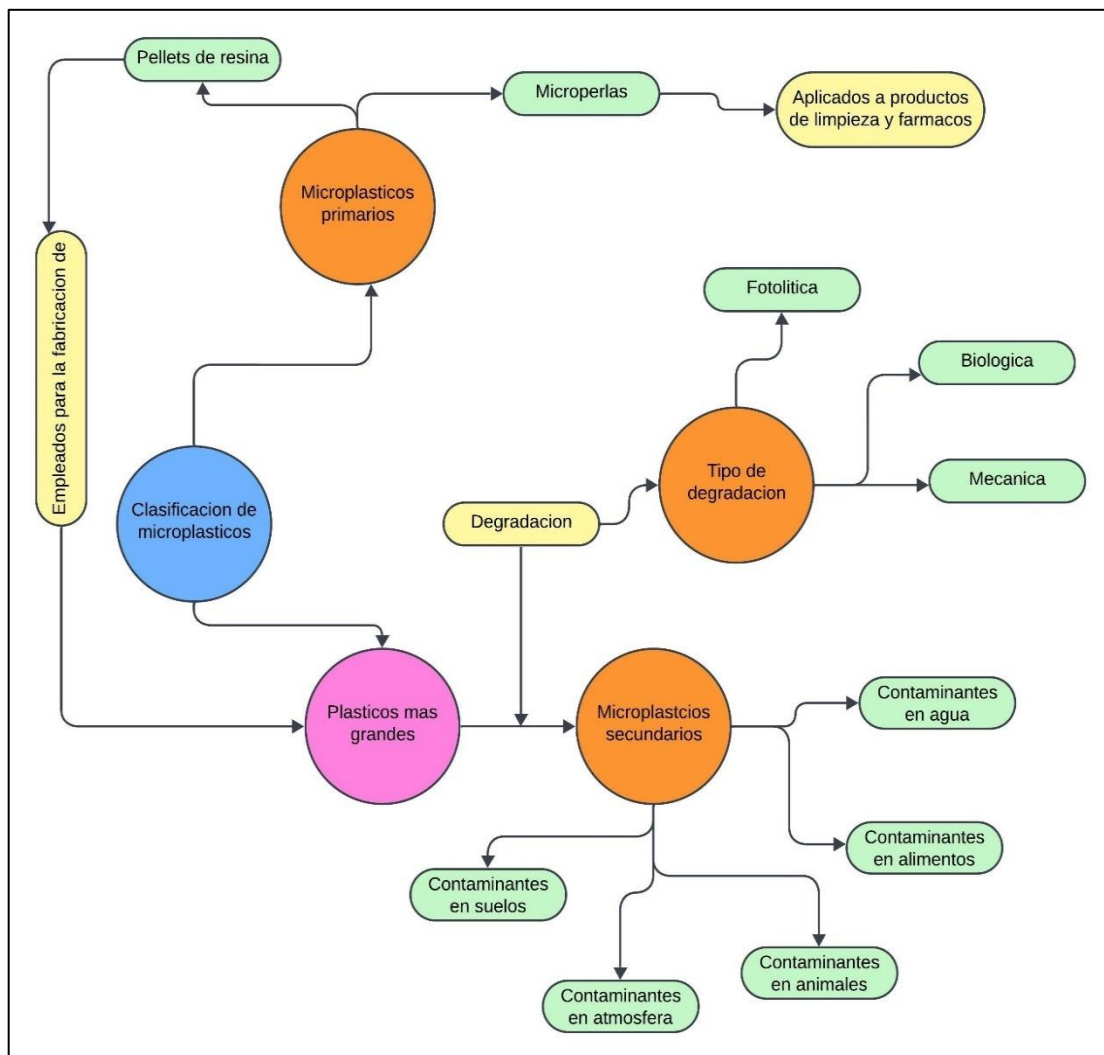 Pellets de resina
Microperlas
Aplicados a productos
de limpieza y farmacos
Microplasticos
primarios
Empleados para la fabricacion de
Fotolitica
Biologica
Tipo de
degradacion
Mecanica
Clasificacion de
microplasticos
Degradacion
Plasticos mas
grandes
Microplastcios
secundarios
Contaminantes
en agua
Contaminantes
en alimentos
Contaminantes
en suelos
Contaminantes
en animales
Contaminantes
en atmosfera